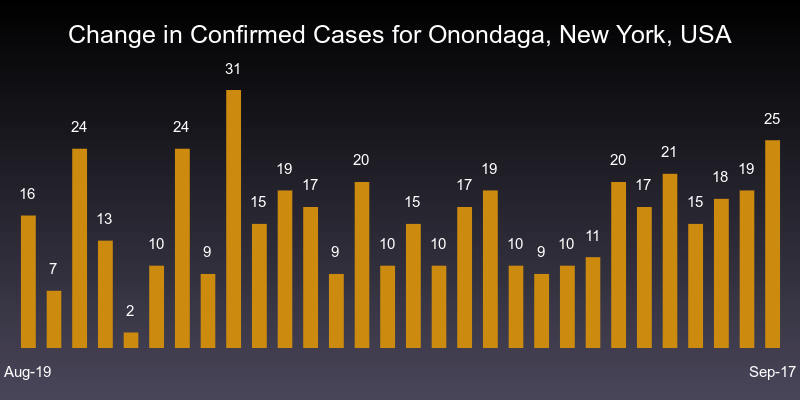 Change in Confirmed Cases for Onondaga, New York, USA
16 7 24 13 2 10 24 9 31 15 19 17 9 20 10 15 10 17 19 10 9 10 11 20 17 21 15 18 19 25
Aug-19 Sep-17